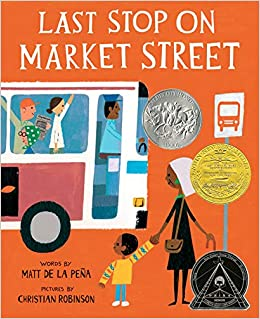 LAST STOP ON
MARKET STREET
WORDS BY
MATT DE LA PEÑA
PICTURES BY
CHRISTIAN ROBINSON